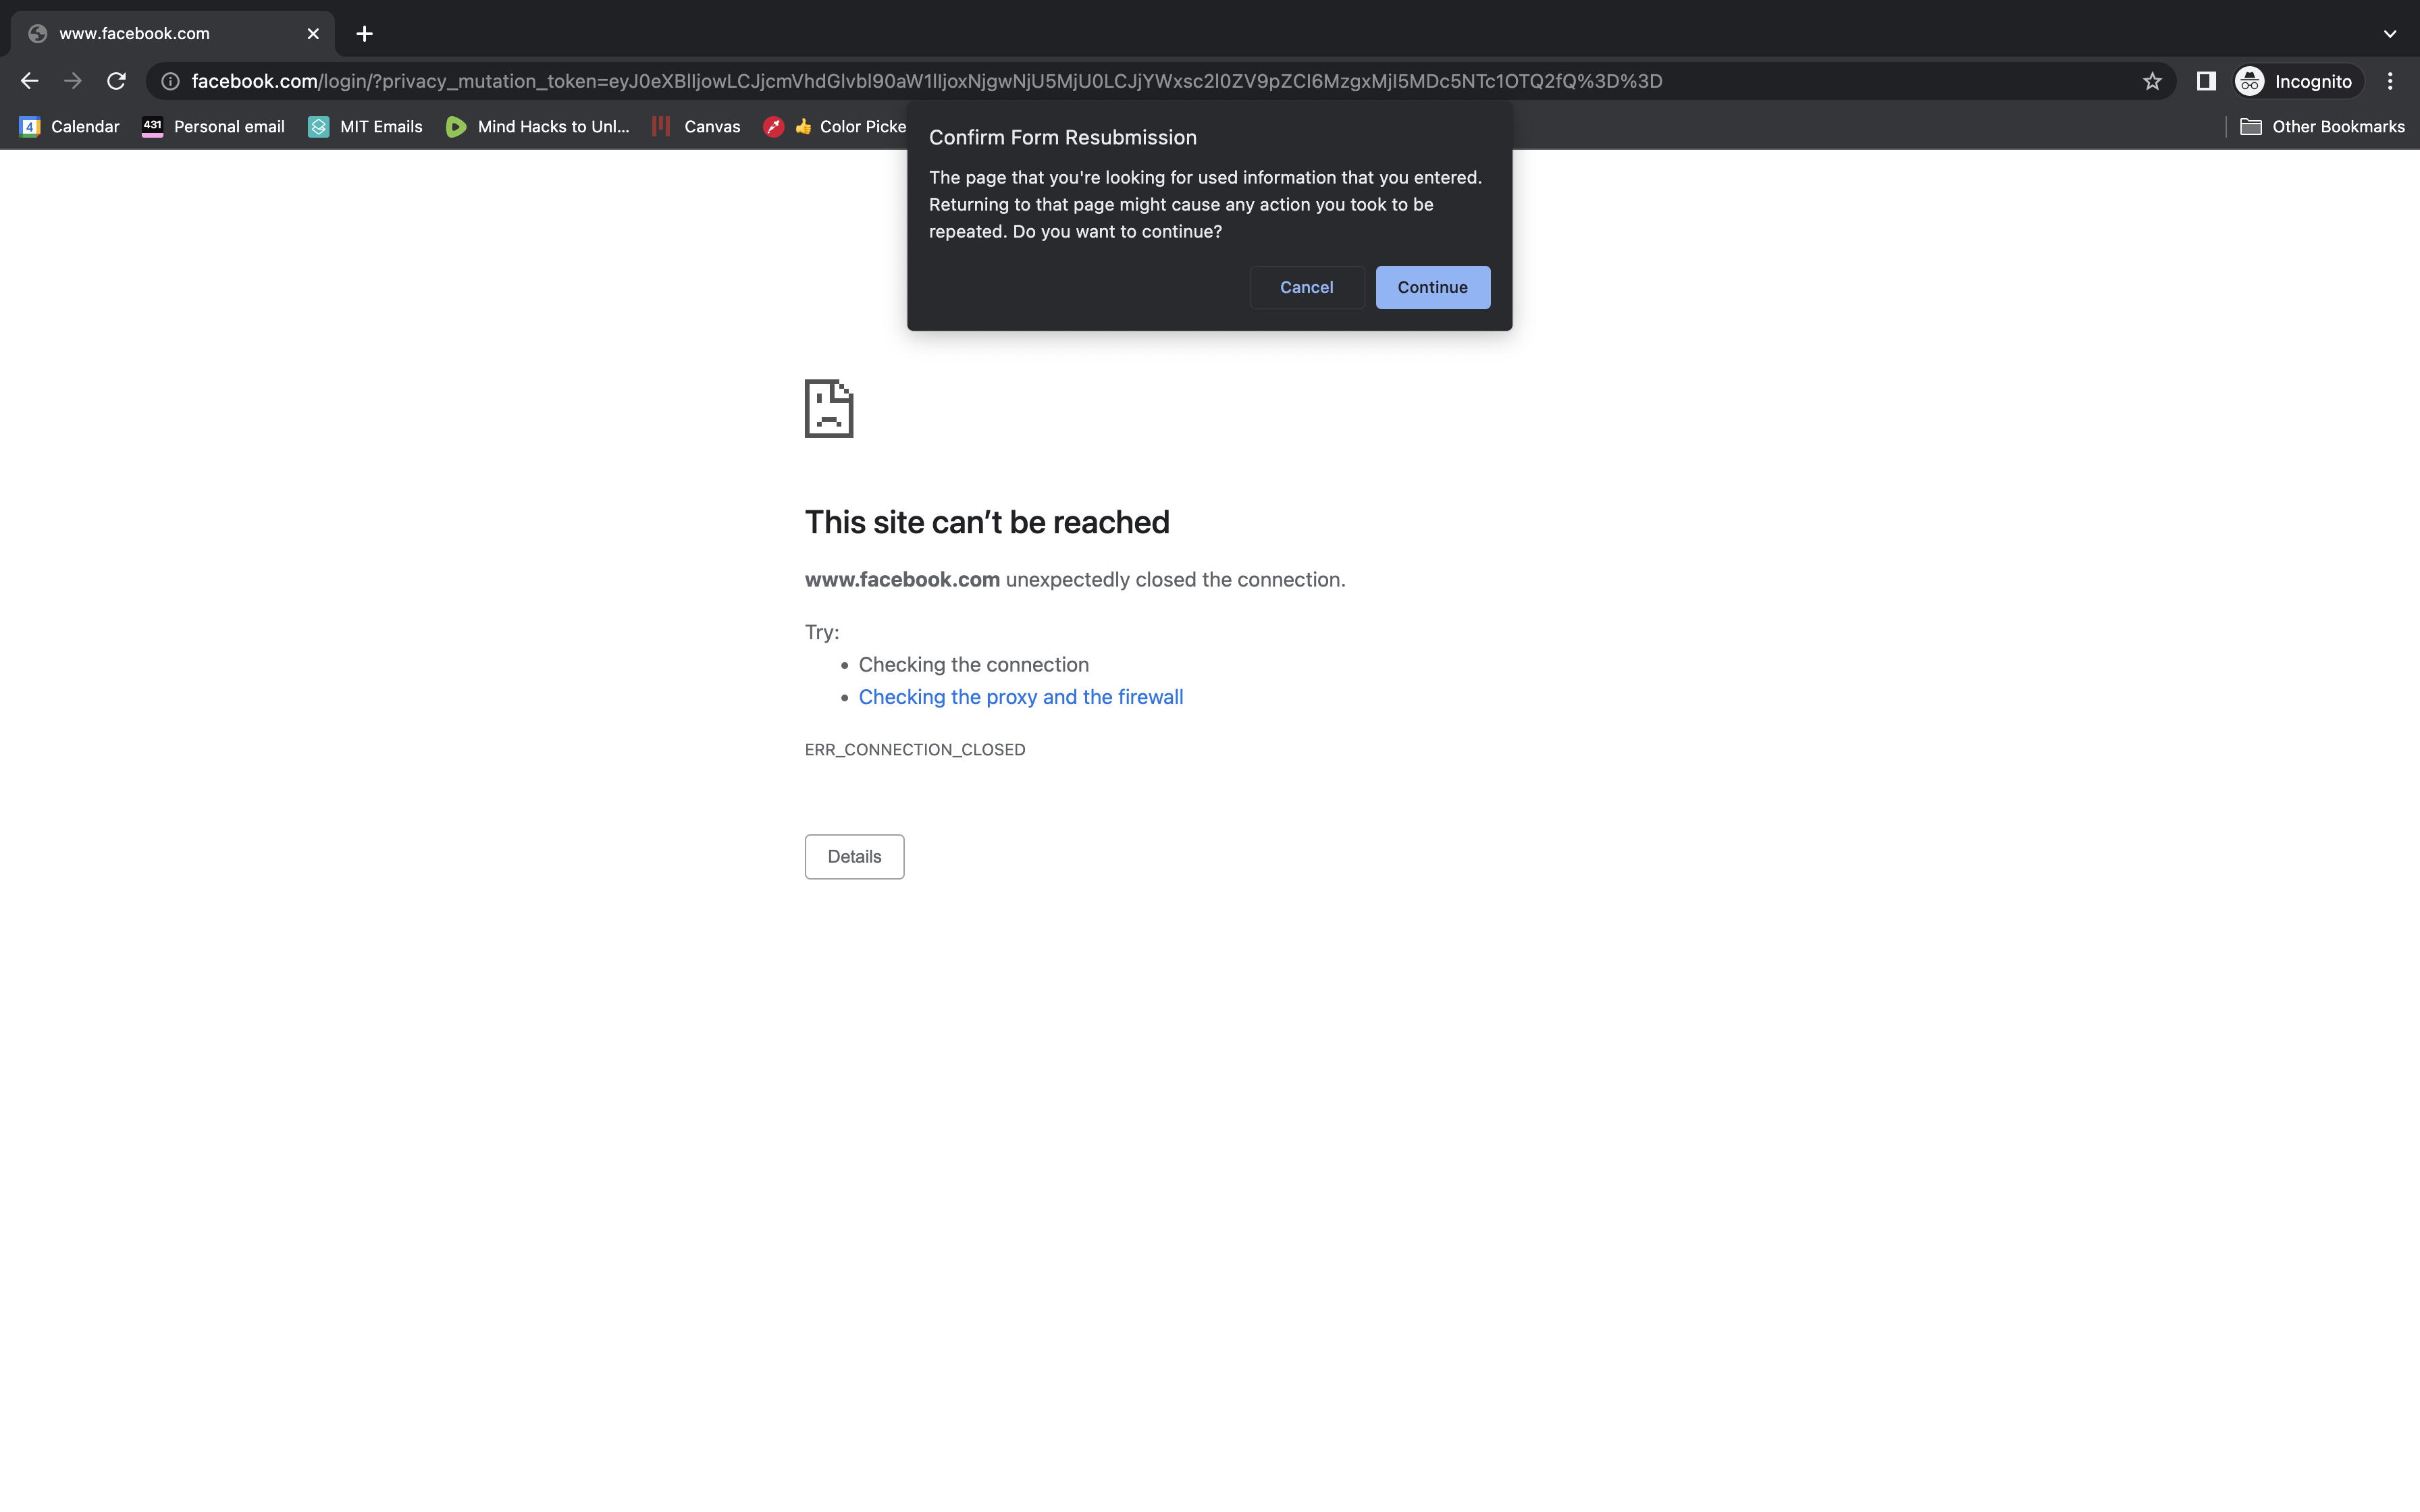 www.facebook.com
facebook.com/login/?privacy_mutation_token=eyJ0eXBlIjowLCJjcmVhdGlvbl90aW1lIjoxNjgwNjU5MjU0LCJjYWxsc2l0ZV9pZCI6MzgxMjI5MDc5NTc1OTQ2fQ%3D%3D
Incognito
4 Calendar
431 Personal email
MIT Emails
Mind Hacks to Unl...
Canvas
👍 Color Picke
Other Bookmarks
Confirm Form Resubmission
The page that you're looking for used information that you entered.
Returning to that page might cause any action you took to be
repeated. Do you want to continue?
Cancel
Continue
This site can’t be reached
www.facebook.com unexpectedly closed the connection.
Try:
• Checking the connection
• Checking the proxy and the firewall
ERR_CONNECTION_CLOSED
Details